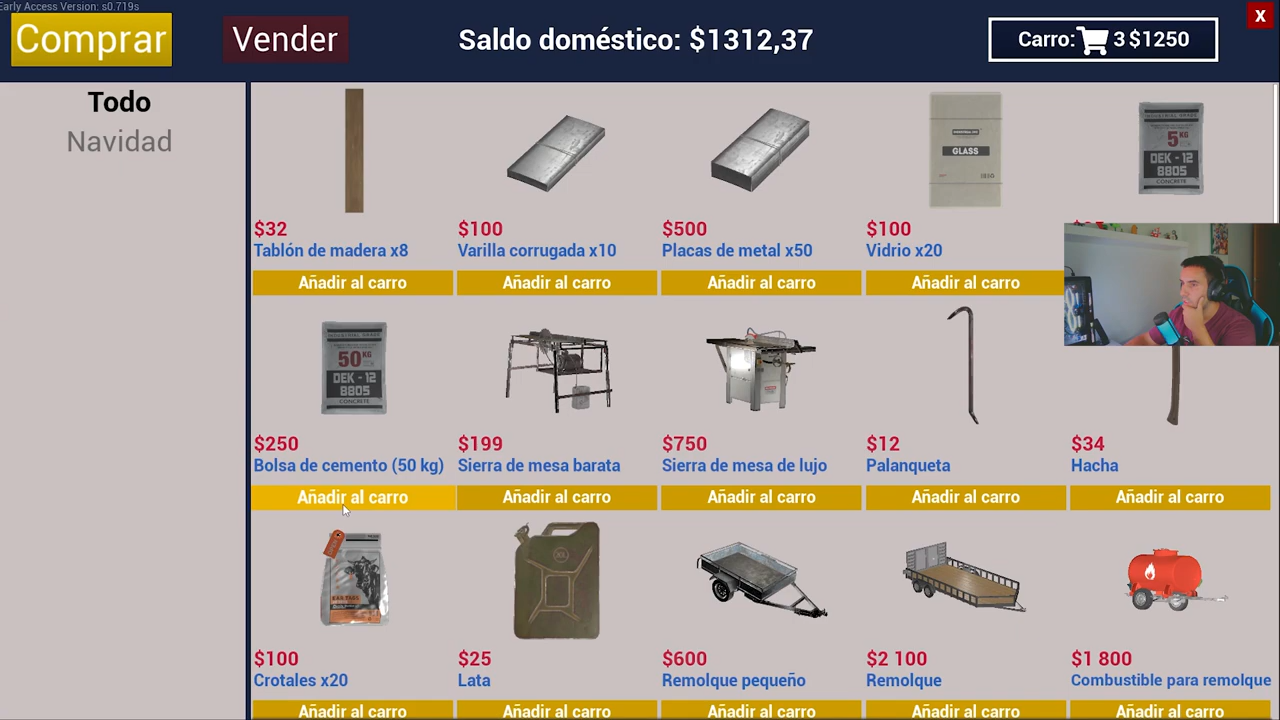 Early Access Version: s0.719s
Comprar
Vender
Saldo doméstico: $1312,37
Carro: 3 $1250
X
Todo
Navidad
GLASS
INDUSTRIAL GRADE
5KG
DEK - 12
8805
CONCRETE
$32
$100
$500
$100
Tablón de madera x8
Varilla corrugada x10
Placas de metal x50
Vidrio x20
Añadir al carro
Añadir al carro
Añadir al carro
Añadir al carro
INDUSTRIAL GRADE
50KG
DEK - 12
8805
CONCRETE
$250
$199
$750
$12
$34
Bolsa de cemento (50 kg)
Sierra de mesa barata
Sierra de mesa de lujo
Palanqueta
Hacha
Añadir al carro
Añadir al carro
Añadir al carro
Añadir al carro
Añadir al carro
$100
$25
$600
$2 100
$1 800
Crotales x20
Lata
Remolque pequeño
Remolque
Combustible para remolque
Añadir al carro
Añadir al carro
Añadir al carro
Añadir al carro
Añadir al carro